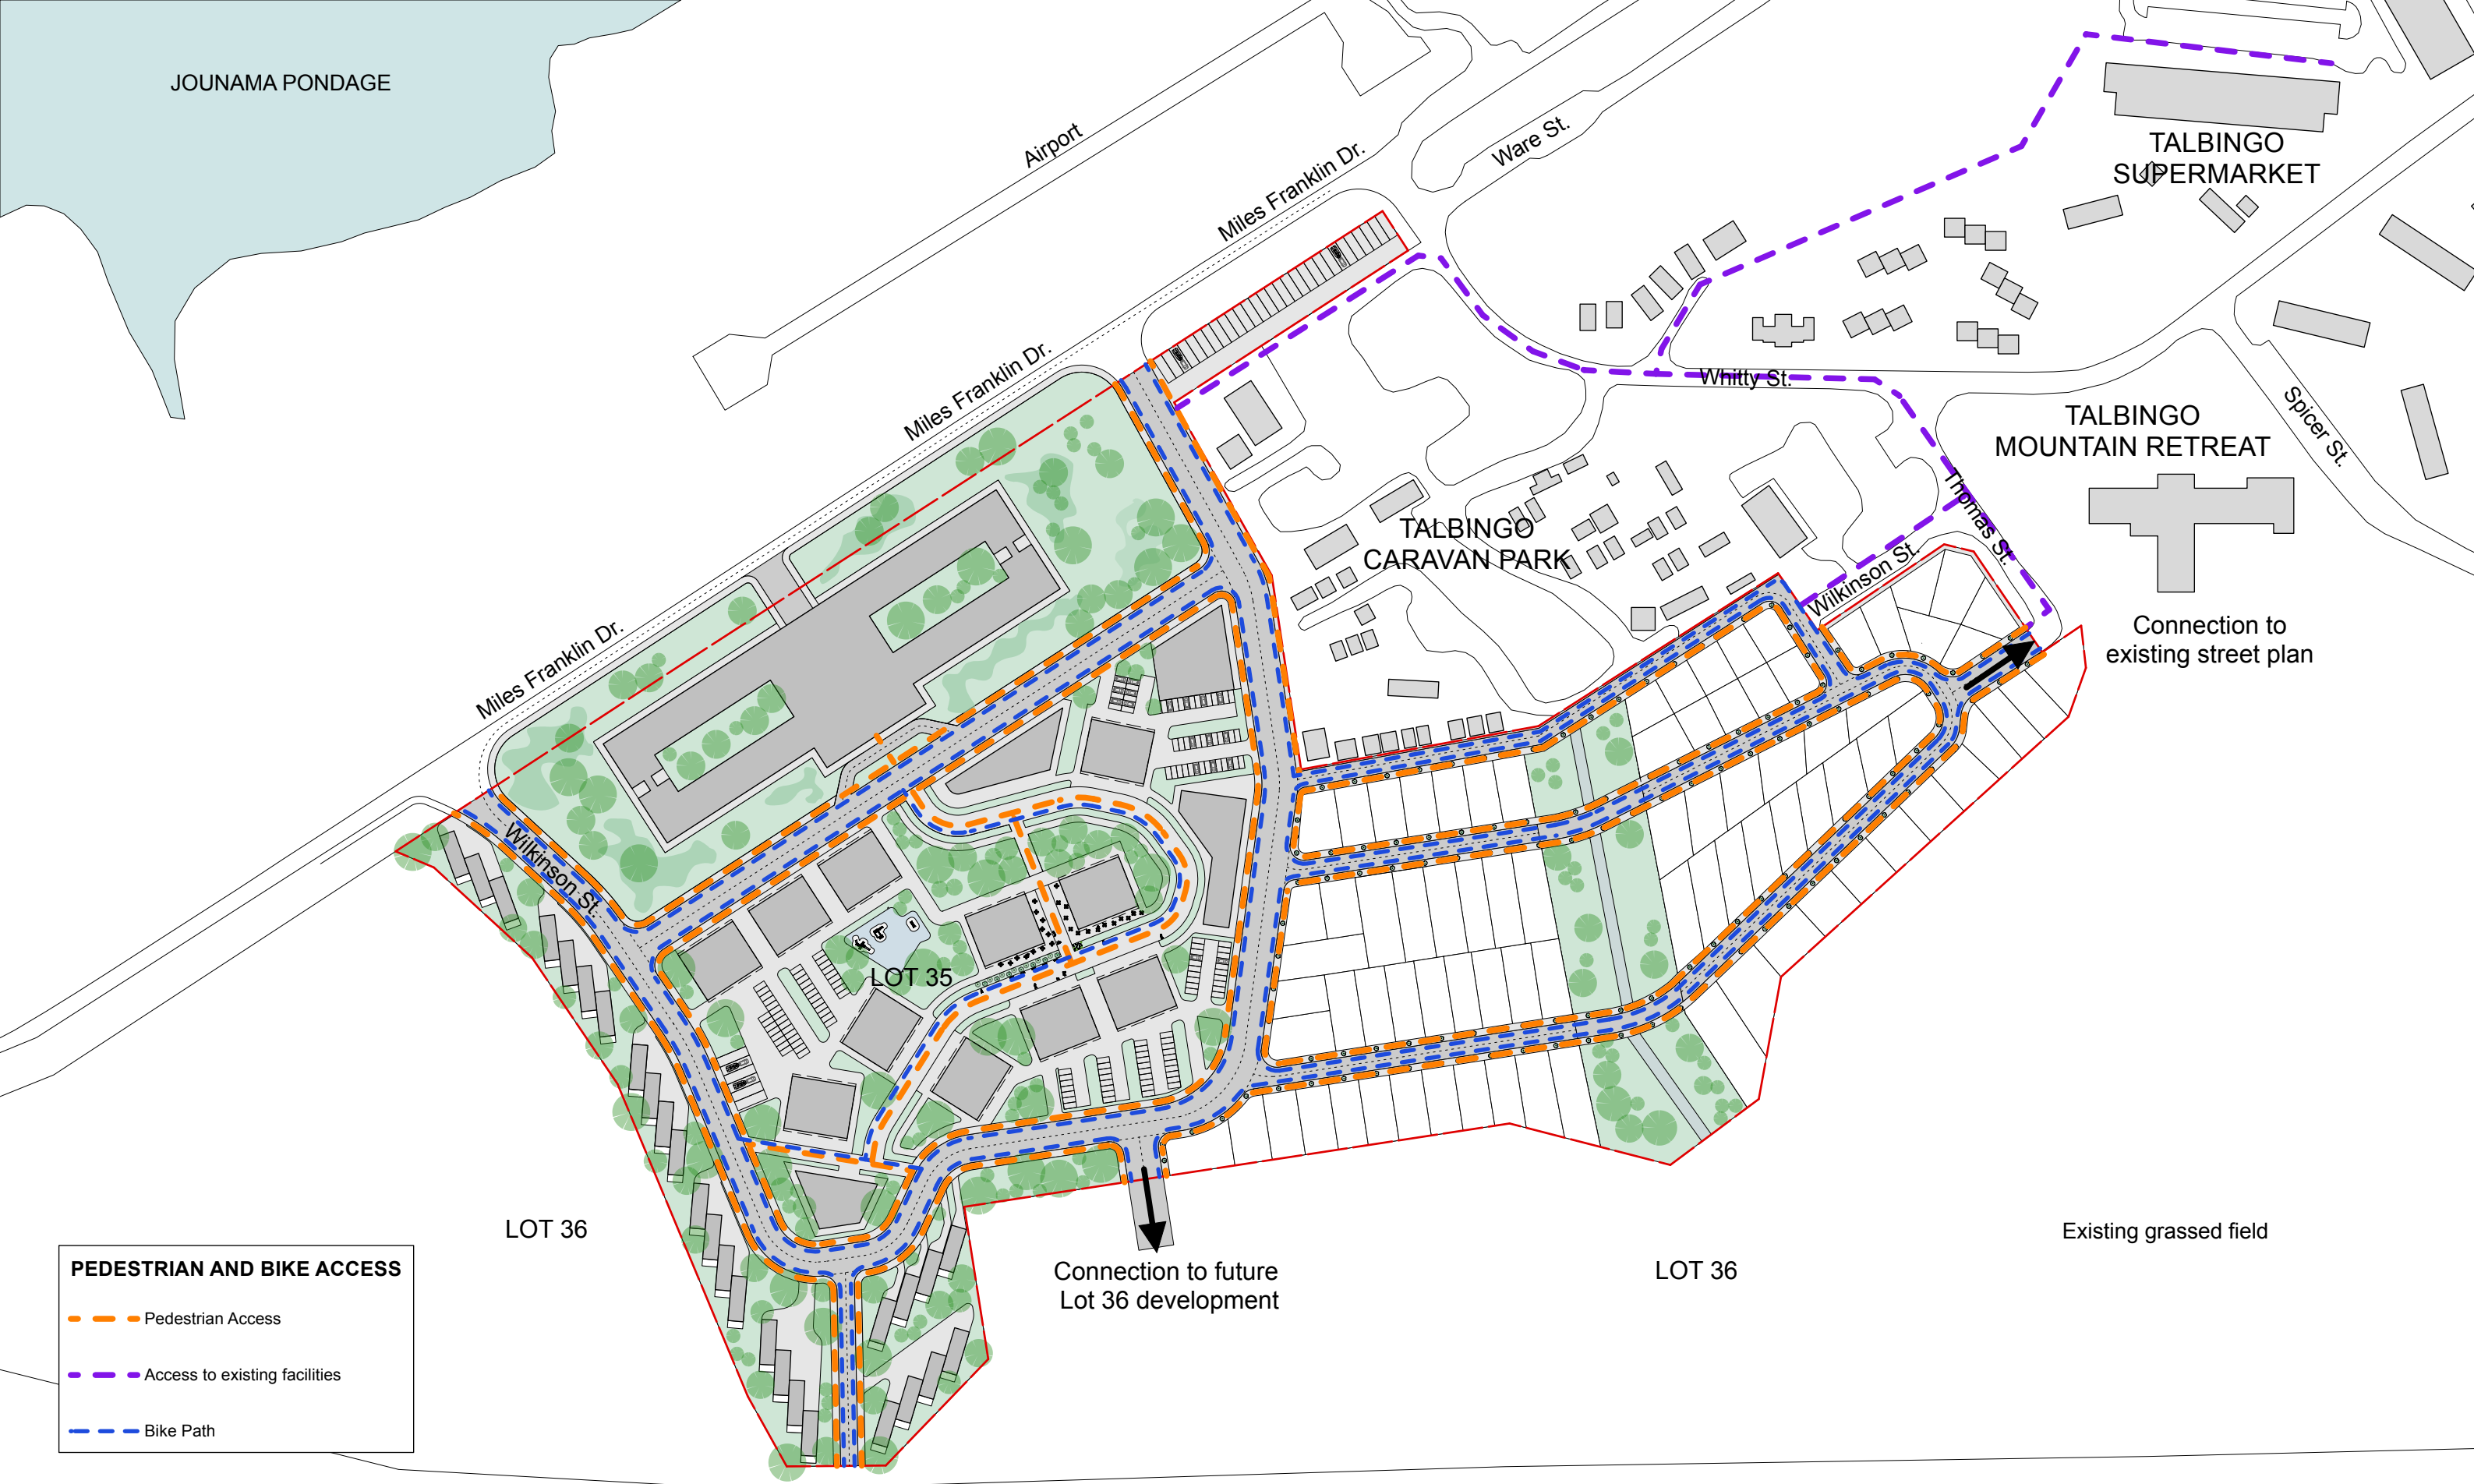 JOUNAMA PONDAGE
Airport
Miles Franklin Dr.
Ware St.
TALBINGO
SUPERMARKET
Miles Franklin Dr.
Whitty St.
Spicer St.
TALBINGO
MOUNTAIN RETREAT
Thomas St.
TALBINGO
CARAVAN PARK
Wilkinson St.
Connection to
existing street plan
Miles Franklin Dr.
Wilkinson St.
LOT 35
LOT 36
Existing grassed field
LOT 36
Connection to future
Lot 36 development
PEDESTRIAN AND BIKE ACCESS
Pedestrian Access
Access to existing facilities
Bike Path